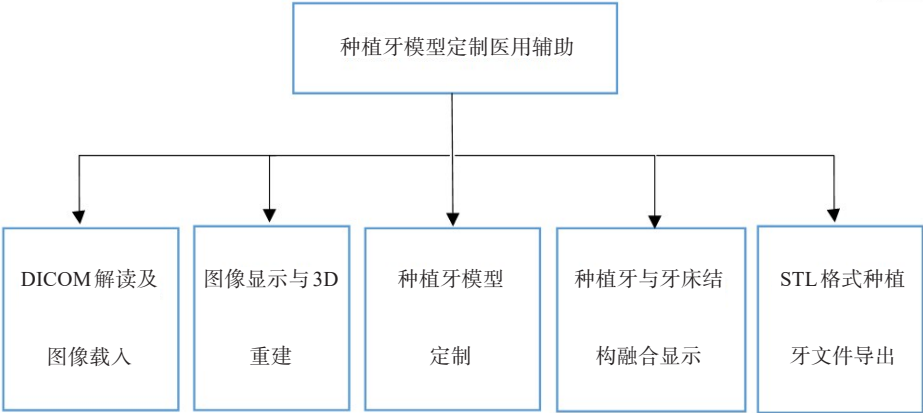 种植牙模型定制医用辅助
DICOM解读及
图像载入
图像显示与3D
重建
种植牙模型
定制
种植牙与牙床结
构融合显示
STL格式种植
牙文件导出